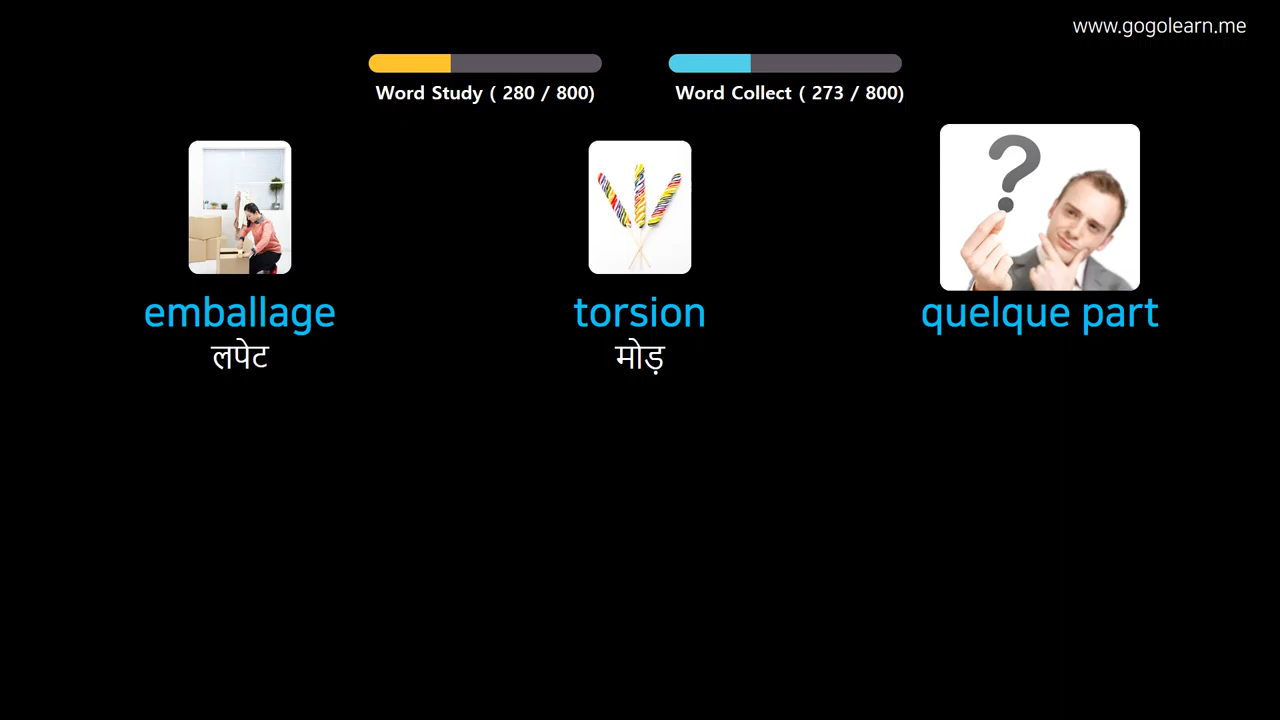 www.gogolearn.me
Word Study ( 280 / 800)
Word Collect ( 273 / 800)
emballage
लपेट
torsion
मोड़
quelque part